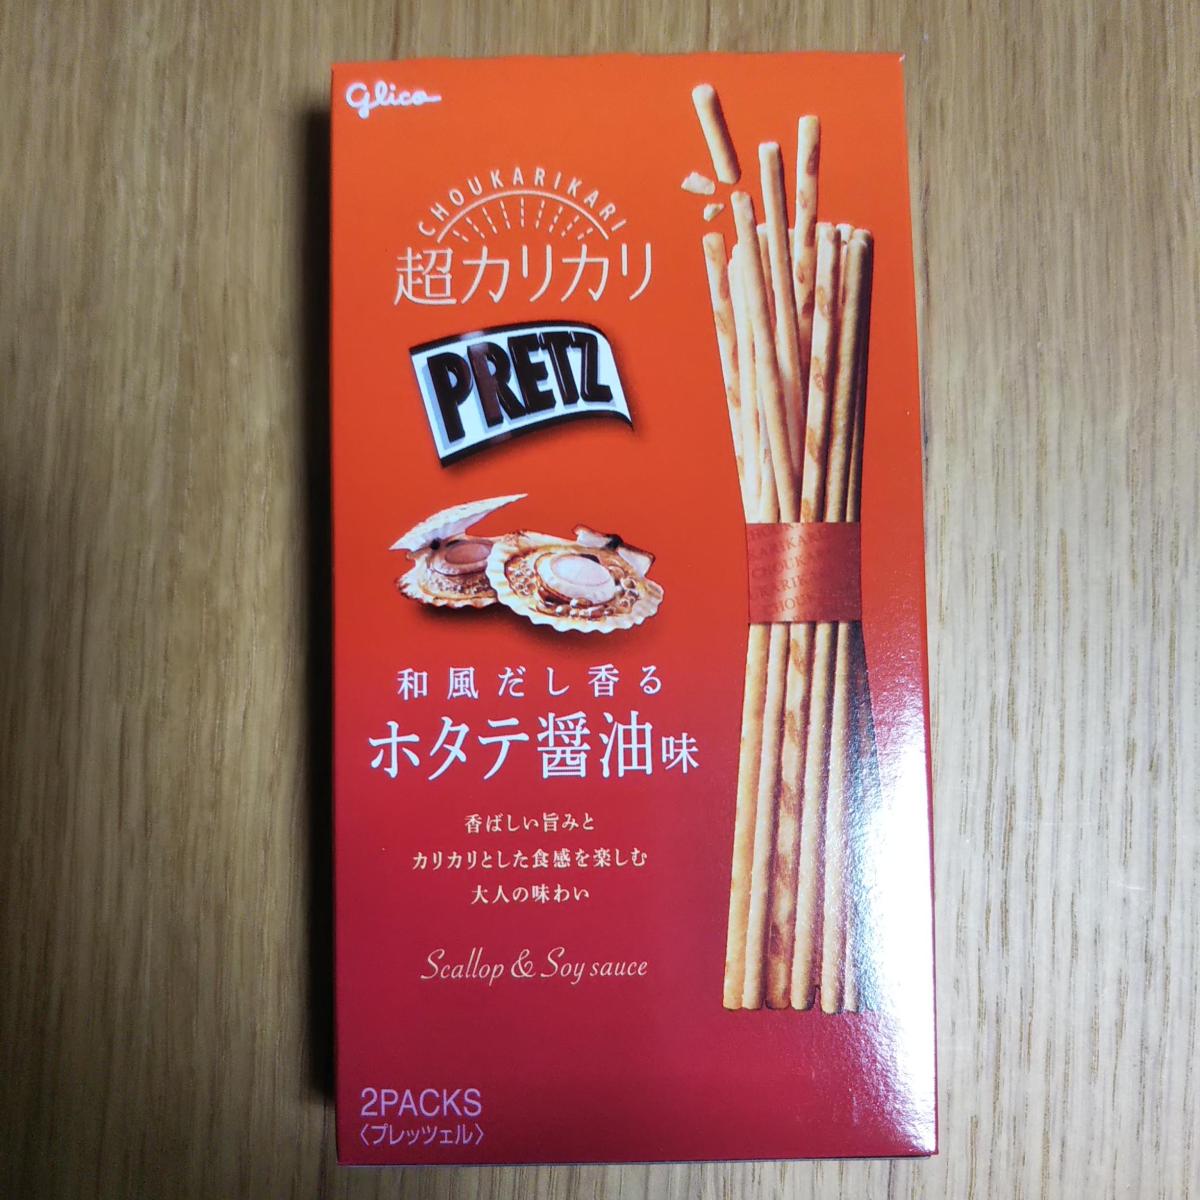 glico
CHOUKARIKARI
超カリカリ
PRETZ
和風だし香る
ホタテ醤油味
香ばしい旨みと
カリカリとした食感を楽しむ
大人の味わい
Scallop & Soy sauce
2PACKS
〈プレッツェル〉